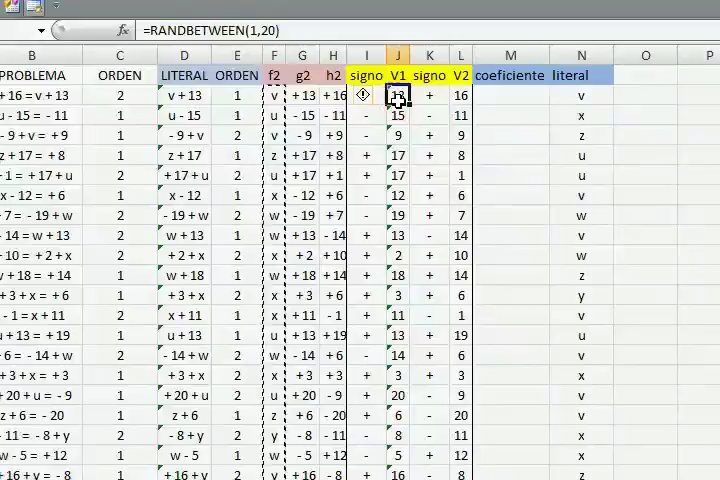 =RANDBETWEEN(1,20)
B C D E F G H I J K L M N O P
PROBLEMA ORDEN LITERAL ORDEN f2 g2 h2 signo V1 signo V2 coeficiente literal
+ 16 = v + 13 2 v + 13 1 v + 13 + 16 + 16 v
u - 15 = - 11 1 u - 15 1 u - 15 - 11 - 15 - 11 x
- 9 + v = + 9 1 - 9 + v 2 v - 9 + 9 - 9 + 9 z
z + 17 = + 8 1 z + 17 1 z + 17 + 8 + 17 + 8 u
+ 1 = + 17 + u 2 + 17 + u 2 u + 17 + 1 + 17 + 1 u
x - 12 = + 6 1 x - 12 1 x - 12 + 6 - 12 + 6 v
+ 7 = - 19 + w 2 - 19 + w 2 w - 19 + 7 - 19 + 7 w
- 14 = w + 13 2 w + 13 1 w + 13 - 14 + 13 - 14 v
+ 10 = + 2 + x 2 + 2 + x 2 x + 2 + 10 + 2 + 10 w
w + 18 = + 14 1 w + 18 1 w + 18 + 14 + 18 + 14 z
+ 3 + x = + 6 1 + 3 + x 2 x + 3 + 6 + 3 + 6 y
- 1 = x + 11 2 x + 11 1 x + 11 - 1 + 11 - 1 v
u + 13 = + 19 1 u + 13 1 u + 13 + 19 + 13 + 19 u
+ 6 = - 14 + w 2 - 14 + w 2 w - 14 + 6 - 14 + 6 v
+ 3 + x = + 3 1 + 3 + x 2 x + 3 + 3 + 3 + 3 x
+ 20 + u = - 9 1 + 20 + u 2 u + 20 - 9 + 20 - 9 v
z + 6 = - 20 1 z + 6 1 z + 6 - 20 + 6 - 20 v
- 11 = - 8 + y 2 - 8 + y 2 y - 8 - 11 - 8 - 11 x
w - 5 = + 12 1 w - 5 1 w - 5 + 12 - 5 + 12 x
+ 16 + v = - 8 1 + 16 + v 2 v + 16 - 8 + 16 - 8 z